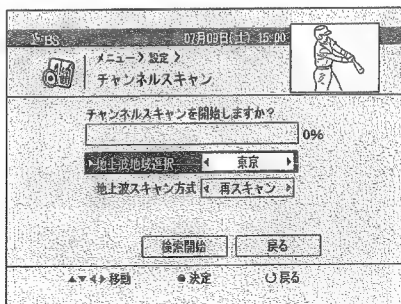 BS 07月08日(土) 15:00
メニュー > 設定 >
チャンネルスキャン
チャンネルスキャンを開始しますか?
0%
地上波地域選択 東京
地上波スキャン方式 再スキャン
検索開始 戻る
▲▼◀▶移動 ●決定 戻る